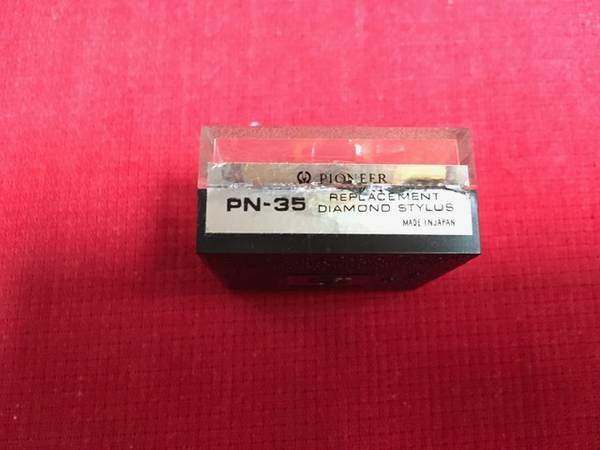 PIONEER
PN-35
REPLACEMENT
DIAMOND STYLUS
MADE IN JAPAN